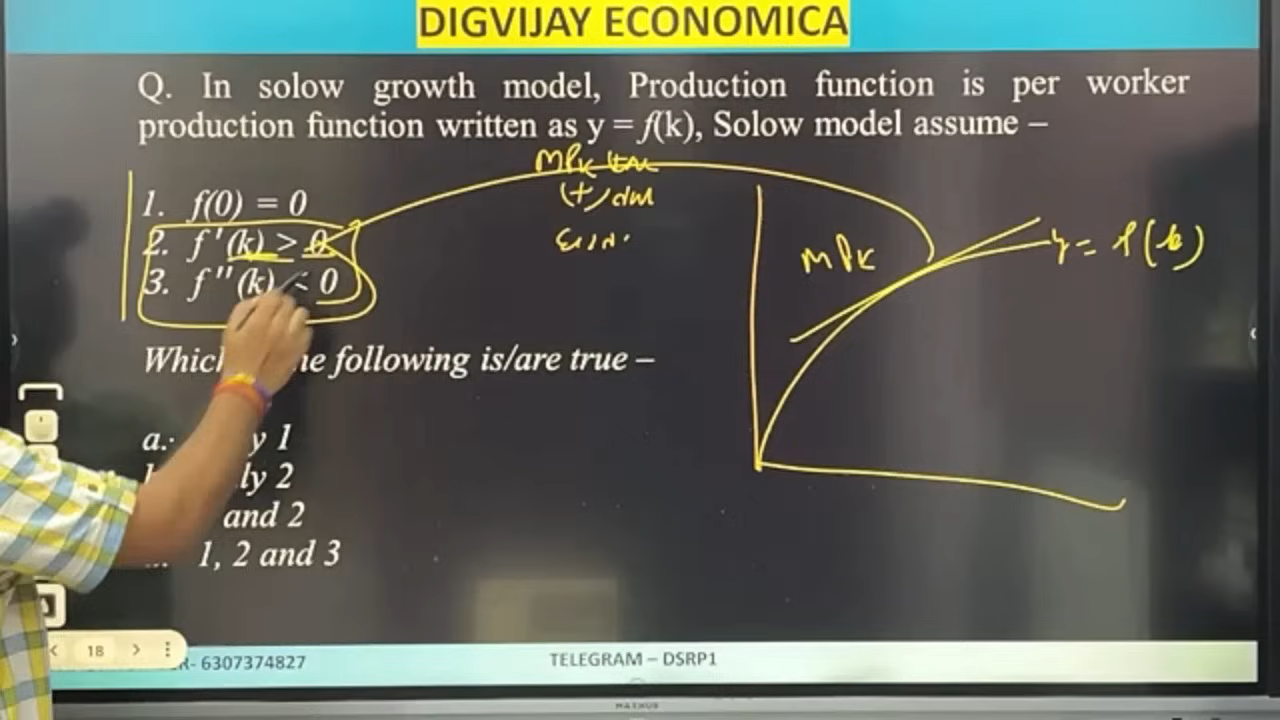 DIGVIJAY ECONOMICA
Q. In solow growth model, Production function is per worker
production function written as y = f(k), Solow model assume –
1. f(0) = 0
2. f'(k) > 0
3. f''(k) < 0
MPK
(+)
MPK
y = f(k)
Which the following is/are true –
a. y 1
ly 2
and 2
1, 2 and 3
18
R- 6307374827
TELEGRAM – DSRP1
MAXHUB